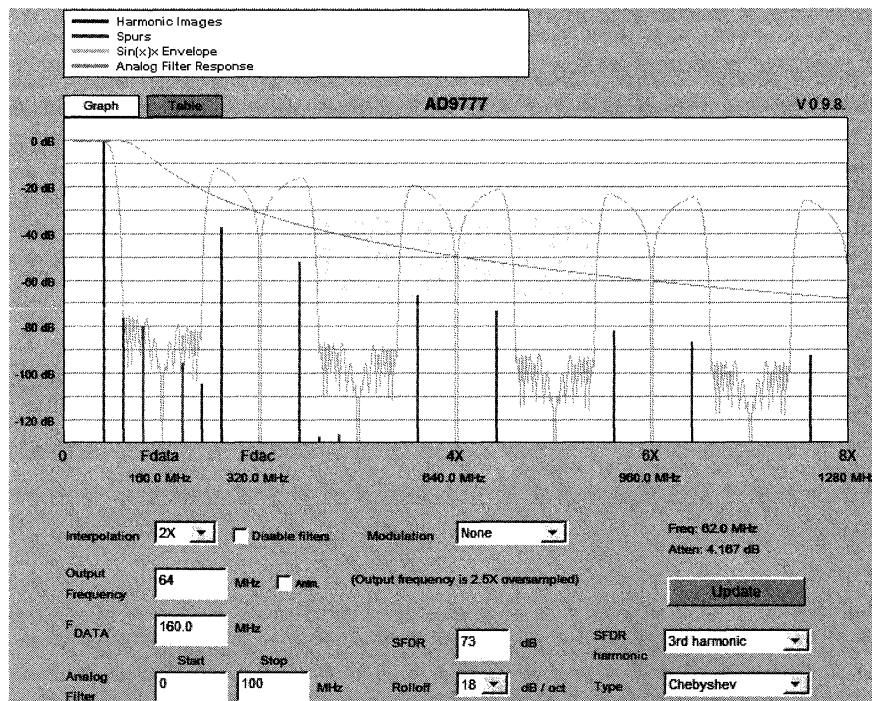 Harmonic Images
Spurs
Sin(x)x Envelope
Analog Filter Response
Graph
Table
AD9777
V 0.9.8.
0 dB
-20 dB
-40 dB
-60 dB
-80 dB
-100 dB
-120 dB
0 Fdata Fdac 4X 6X 8X
160.0 MHz 320.0 MHz 640.0 MHz 960.0 MHz 1280 MHz
Interpolation 2X Disable filters Modulation None
Freq: 62.0 MHz
Atten: 4.167 dB
Output Frequency 64 MHz Anim. (Output frequency is 2.5X oversampled)
Update
FDATA 160.0 MHz
SFDR 73 dB
SFDR harmonic 3rd harmonic
Start Stop
Analog Filter 0 100 MHz
Rolloff 18 dB / oct Type Chebyshev